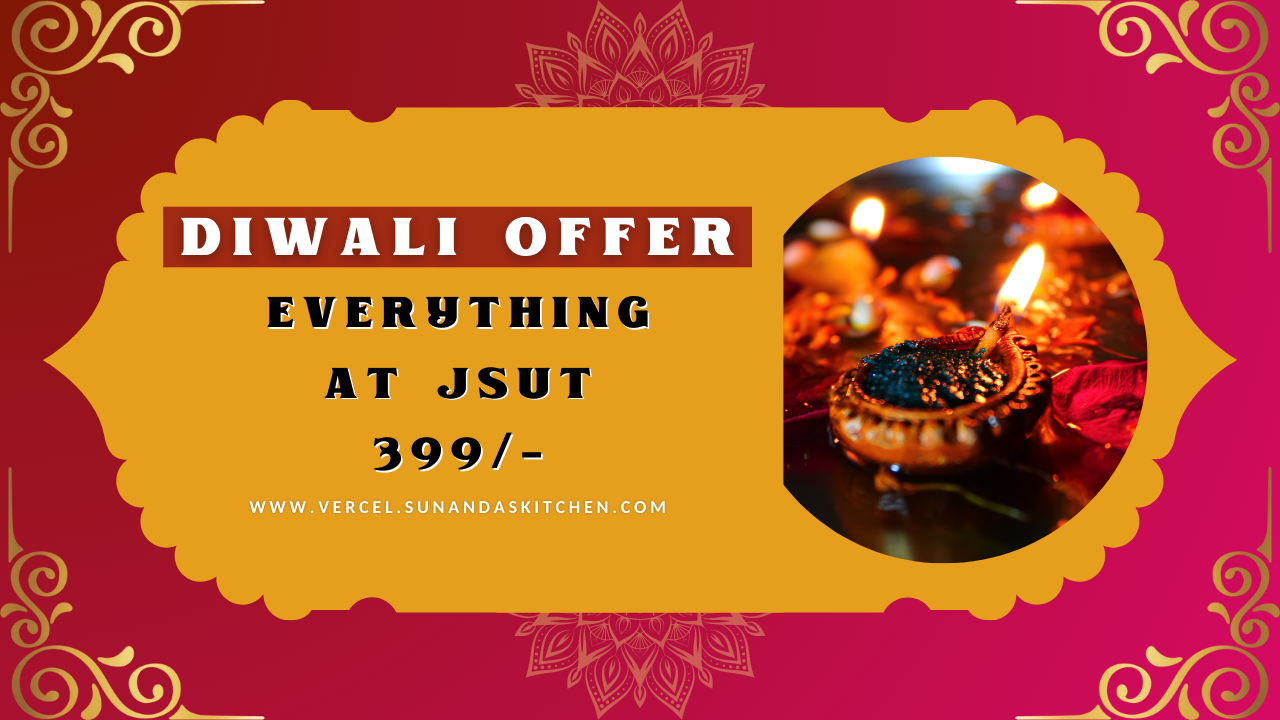 DIWALI OFFER
EVERYTHING
AT JSUT
399/-
WWW.VERCEL.SUNANDASKITCHEN.COM